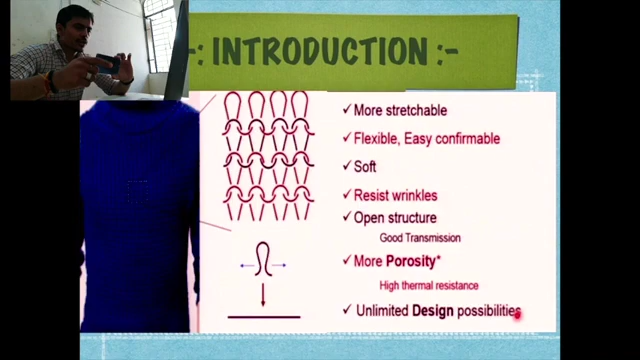 -: INTRODUCTION :-
✓ More stretchable
✓ Flexible, Easy confirmable
✓ Soft
✓ Resist wrinkles
✓ Open structure
Good Transmission
✓ More Porosity*
High thermal resistance
✓ Unlimited Design possibilities